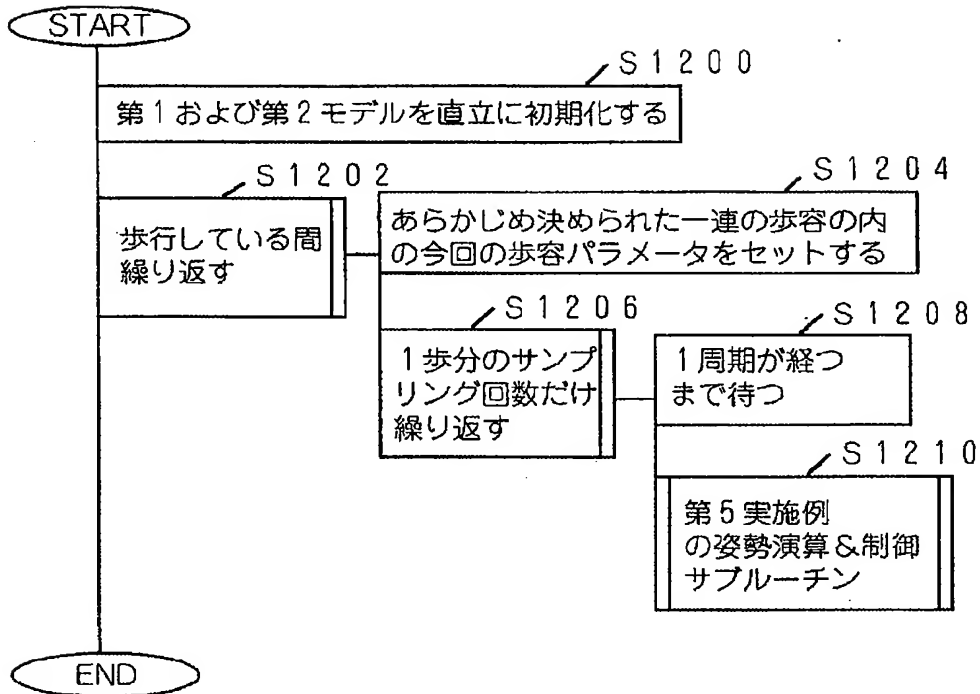 START
S1200
第1および第2モデルを直立に初期化する
S1202
歩行している間
繰り返す
S1204
あらかじめ決められた一連の歩容の内
の今回の歩容パラメータをセットする
S1206
1歩分のサンプ
リング回数だけ
繰り返す
S1208
1周期が経つ
まで待つ
S1210
第5実施例
の姿勢演算&制御
サブルーチン
END